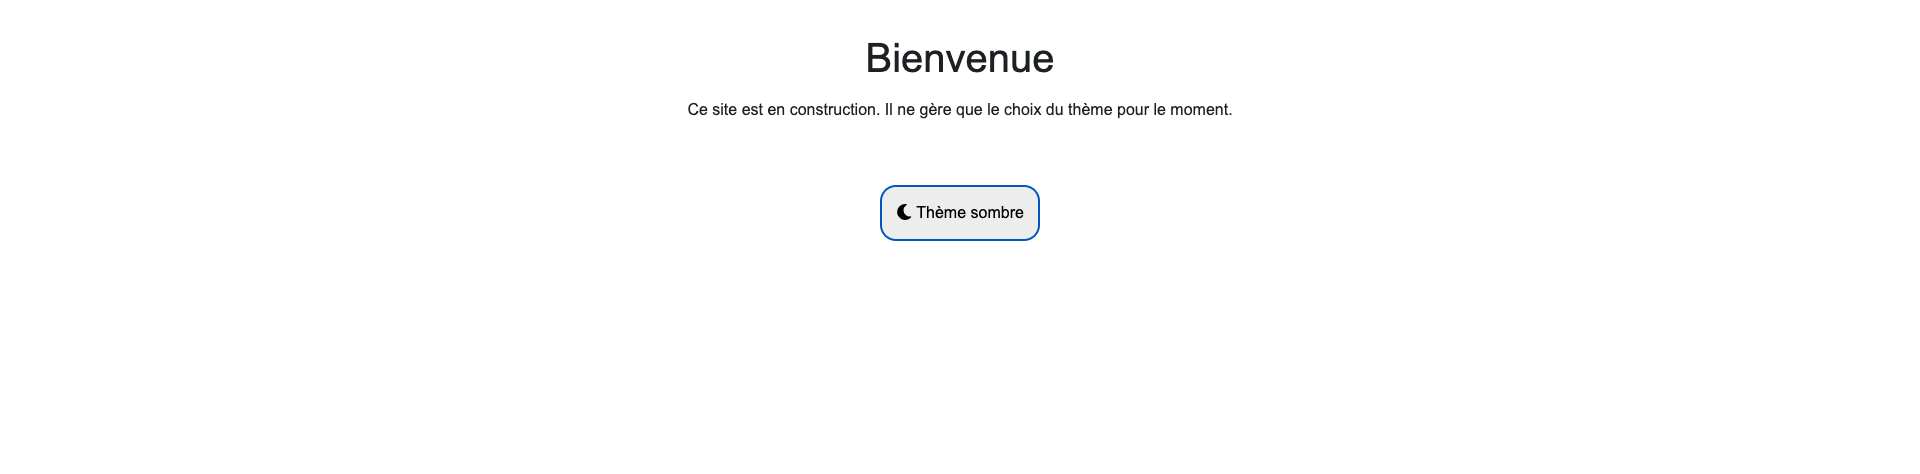 Bienvenue
Ce site est en construction. Il ne gère que le choix du thème pour le moment.
Thème sombre